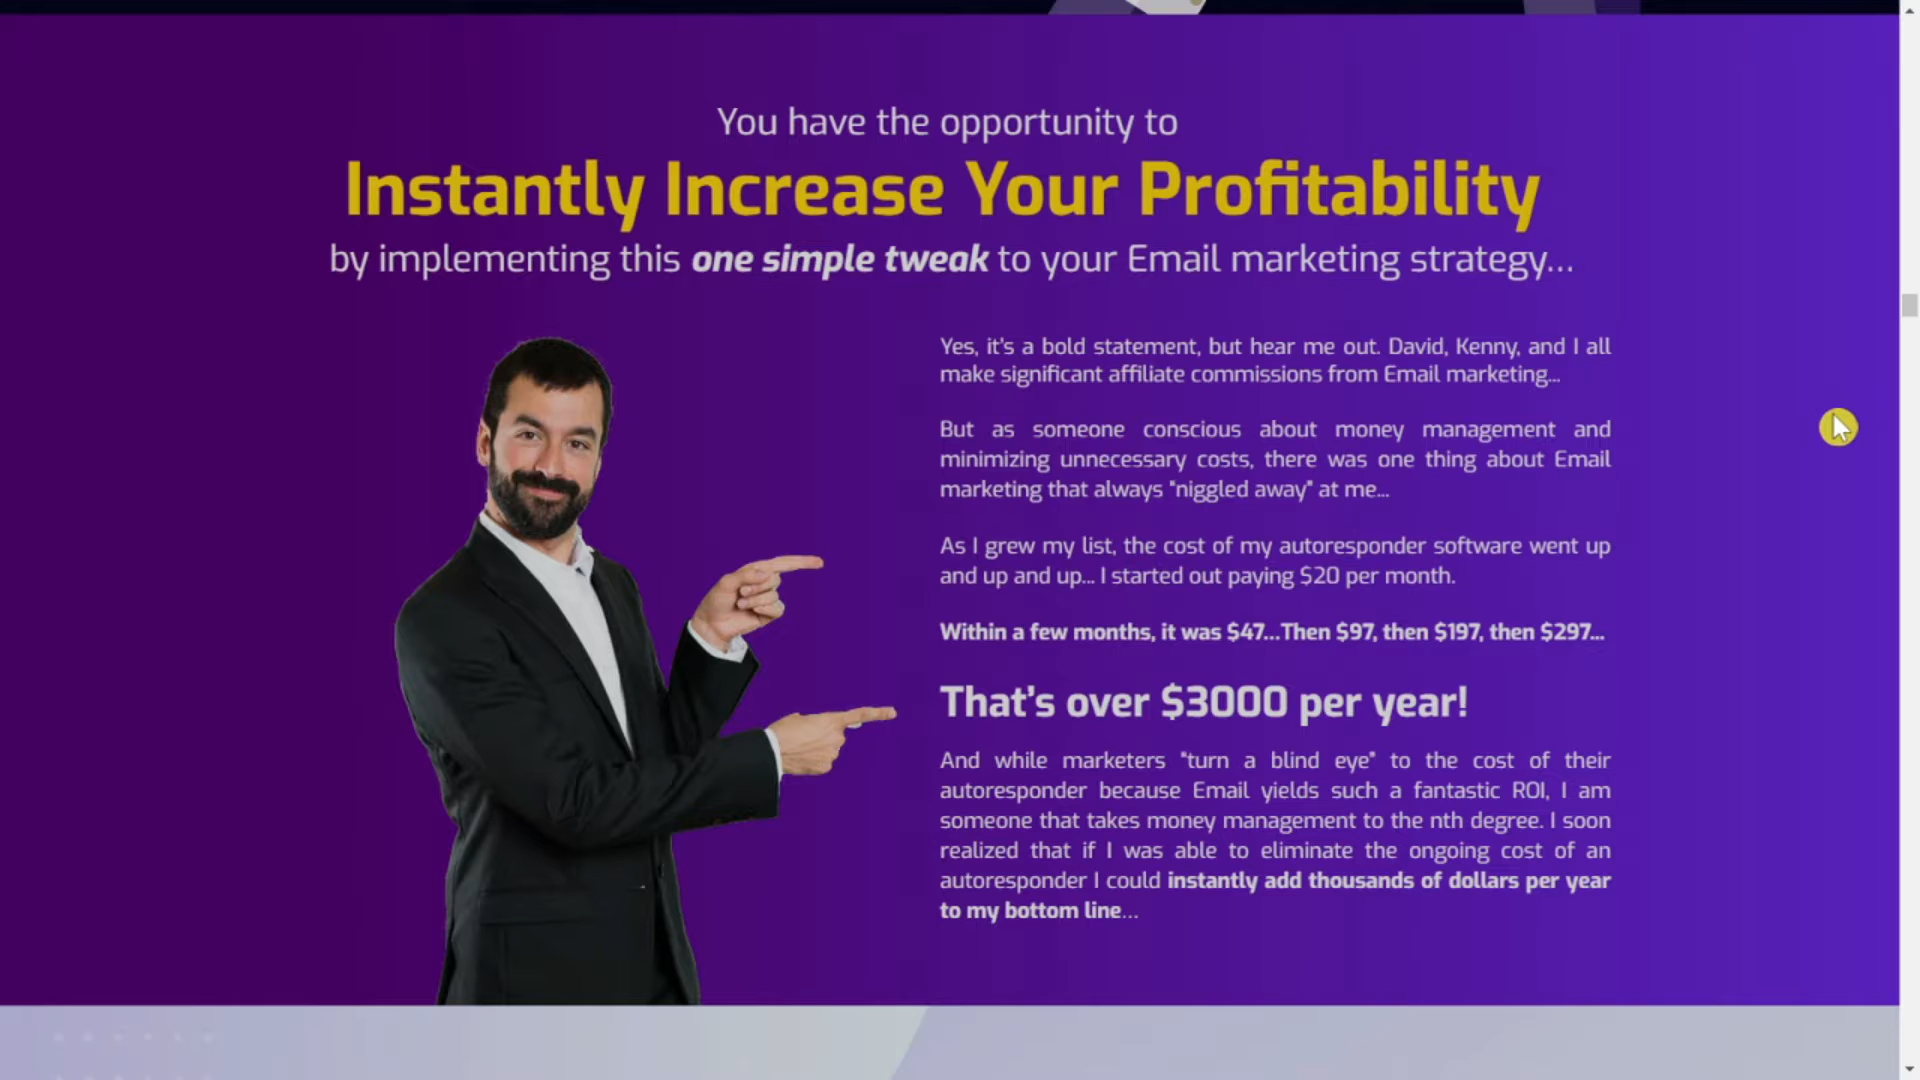 You have the opportunity to
Instantly Increase Your Profitability
by implementing this one simple tweak to your Email marketing strategy...
Yes, it's a bold statement, but hear me out. David, Kenny, and I all
make significant affiliate commissions from Email marketing...
But as someone conscious about money management and
minimizing unnecessary costs, there was one thing about Email
marketing that always "niggled away" at me...
As I grew my list, the cost of my autoresponder software went up
and up and up... I started out paying $20 per month.
Within a few months, it was $47...Then $97, then $197, then $297...
That's over $3000 per year!
And while marketers "turn a blind eye" to the cost of their
autoresponder because Email yields such a fantastic ROI, I am
someone that takes money management to the nth degree. I soon
realized that if I was able to eliminate the ongoing cost of an
autoresponder I could instantly add thousands of dollars per year
to my bottom line...